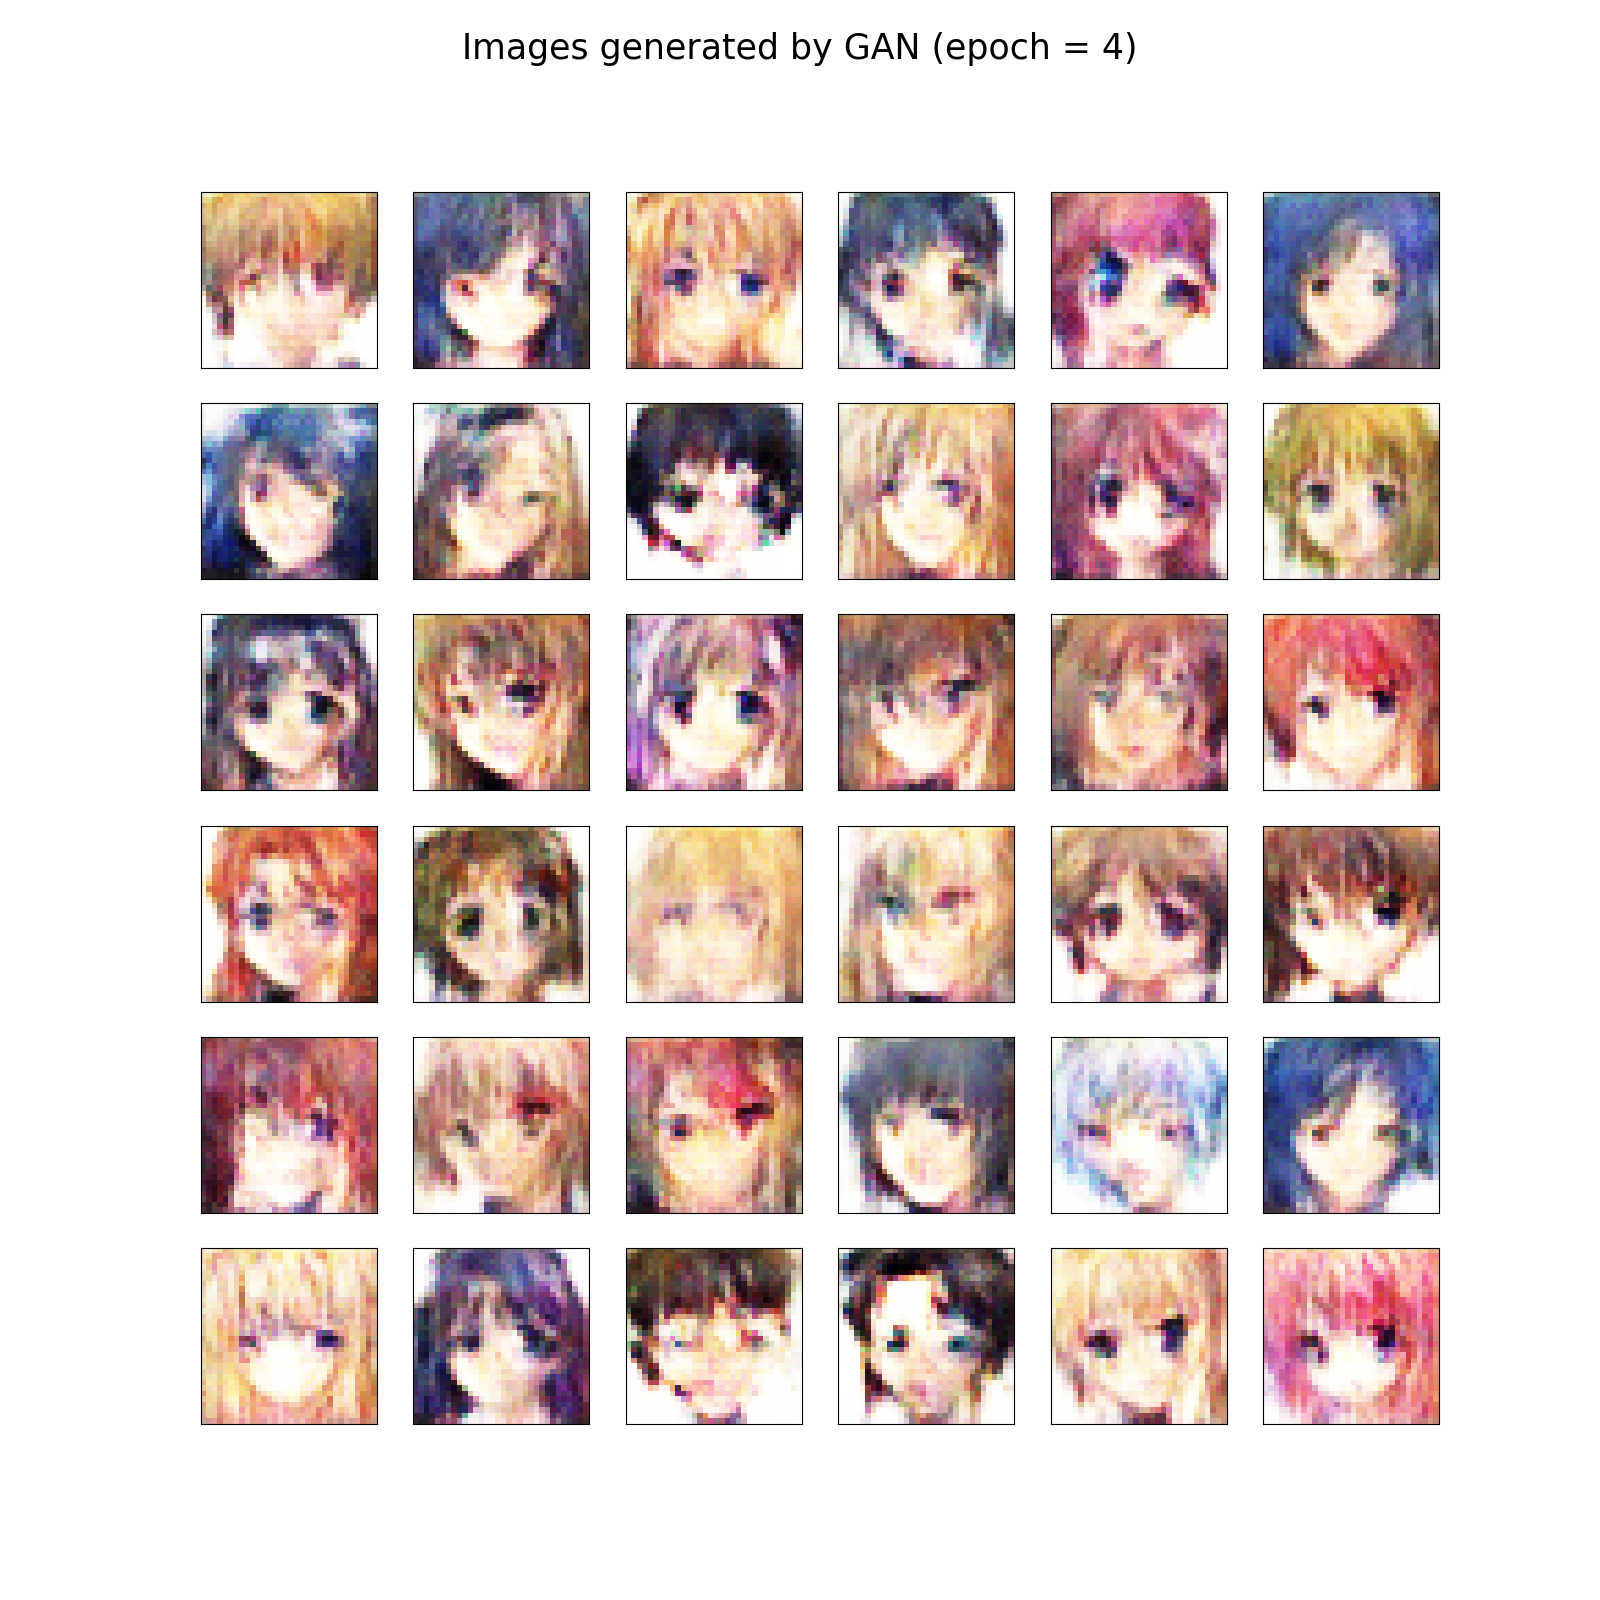 Images generated by GAN (epoch = 4)